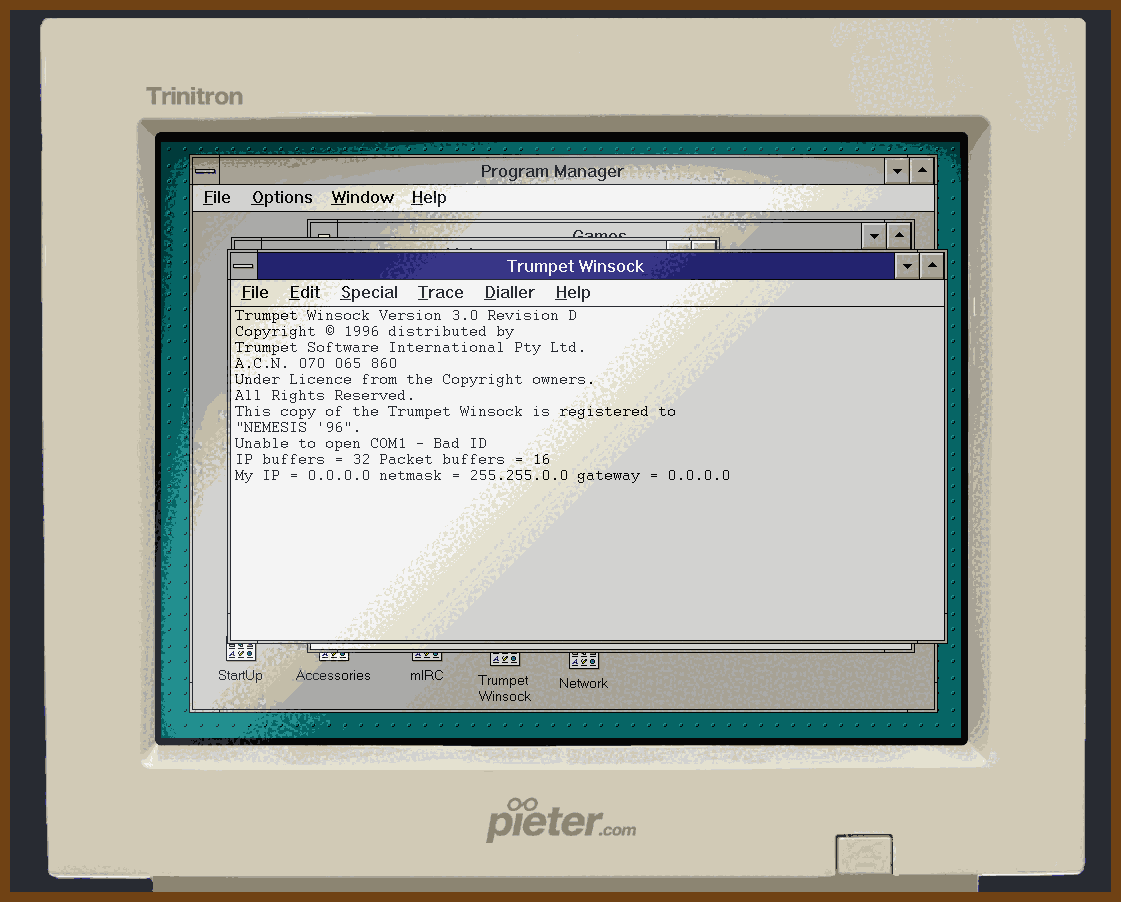 Trinitron
Program Manager
File Options Window Help
Games
Trumpet Winsock
File Edit Special Trace Dialler Help
Trumpet Winsock Version 3.0 Revision D
Copyright © 1996 distributed by
Trumpet Software International Pty Ltd.
A.C.N. 070 065 860
Under Licence from the Copyright owners.
All Rights Reserved.
This copy of the Trumpet Winsock is registered to
"NEMESIS '96".
Unable to open COM1 - Bad ID
IP buffers = 32 Packet buffers = 16
My IP = 0.0.0.0 netmask = 255.255.0.0 gateway = 0.0.0.0
StartUp Accessories mIRC Trumpet Winsock Network
pieter.com